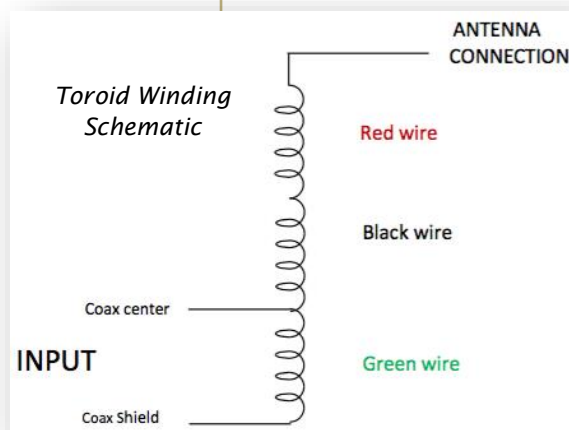 ANTENNA
CONNECTION
Toroid Winding
Schematic
Red wire
Black wire
Coax center
INPUT
Green wire
Coax Shield